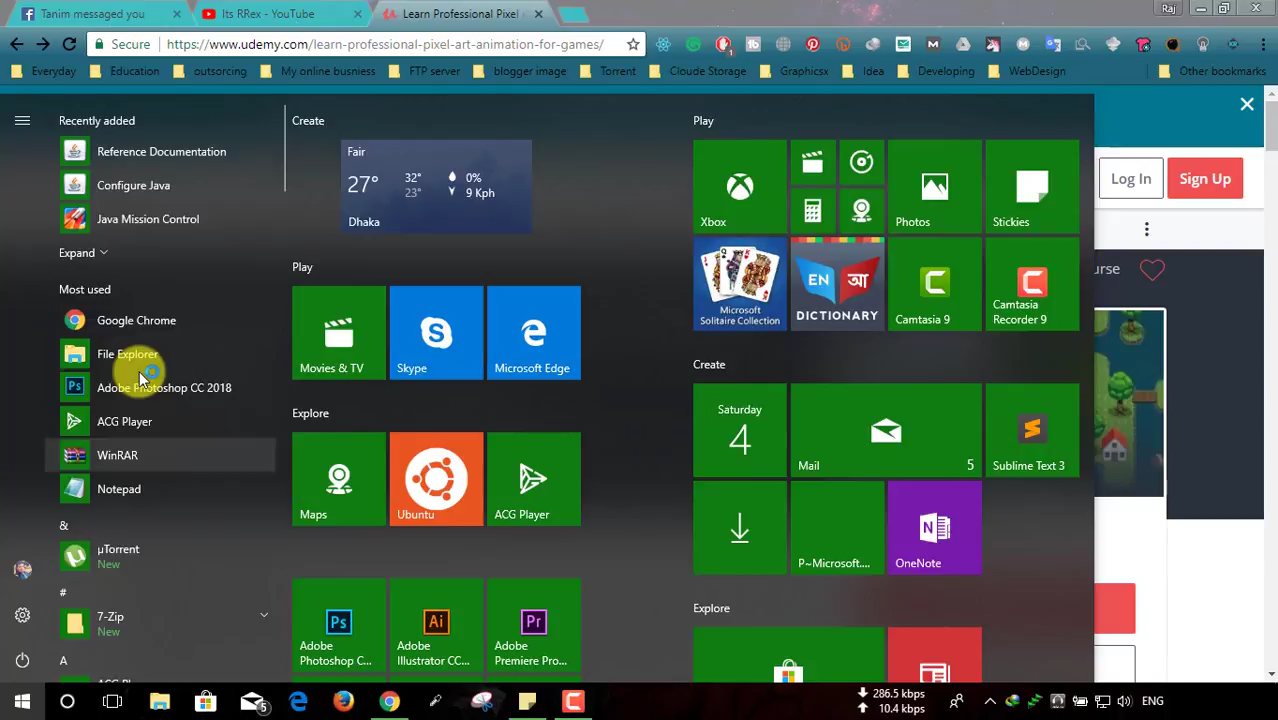 Tanim messaged you
Its RRex - YouTube
Learn Professional Pixel
Raj
Secure
https://www.udemy.com/learn-professional-pixel-art-animation-for-games/
Everyday
Education
outsorcing
My online busniess
FTP server
blogger image
Torrent
Cloude Storage
Graphicsx
Idea
Developing
WebDesign
Other bookmarks
Recently added
Reference Documentation
Configure Java
Java Mission Control
Expand
Most used
Google Chrome
File Explorer
Adobe Photoshop CC 2018
ACG Player
WinRAR
Notepad
&
µTorrent
New
#
7-Zip
New
A
Create
Fair
27°
32°
23°
0%
9 Kph
Dhaka
Play
Movies & TV
Skype
Microsoft Edge
Explore
Maps
Ubuntu
ACG Player
Ps
Adobe
Photoshop C...
Ai
Adobe
Illustrator CC...
Pr
Adobe
Premiere Pro...
Play
Xbox
Photos
Stickies
Microsoft
Solitaire Collection
EN আ
DICTIONARY
Camtasia 9
Camtasia
Recorder 9
Create
Saturday
4
Mail
5
Sublime Text 3
P~Microsoft....
OneNote
Explore
Log In
Sign Up
urse
5
286.5 kbps
10.4 kbps
ENG